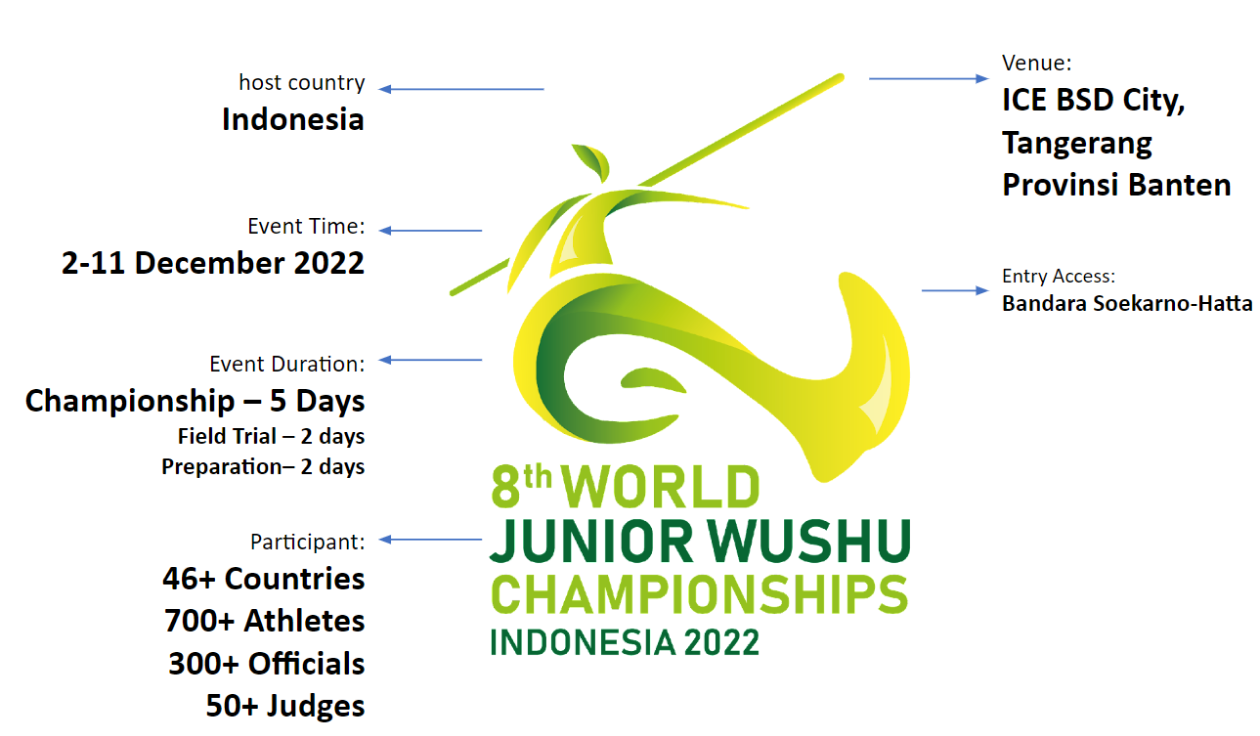 host country
Indonesia
Event Time:
2-11 December 2022
Event Duration:
Championship – 5 Days
Field Trial – 2 days
Preparation– 2 days
Participant:
46+ Countries
700+ Athletes
300+ Officials
50+ Judges
8th WORLD
JUNIOR WUSHU
CHAMPIONSHIPS
INDONESIA 2022
Venue:
ICE BSD City,
Tangerang
Provinsi Banten
Entry Access:
Bandara Soekarno-Hatta